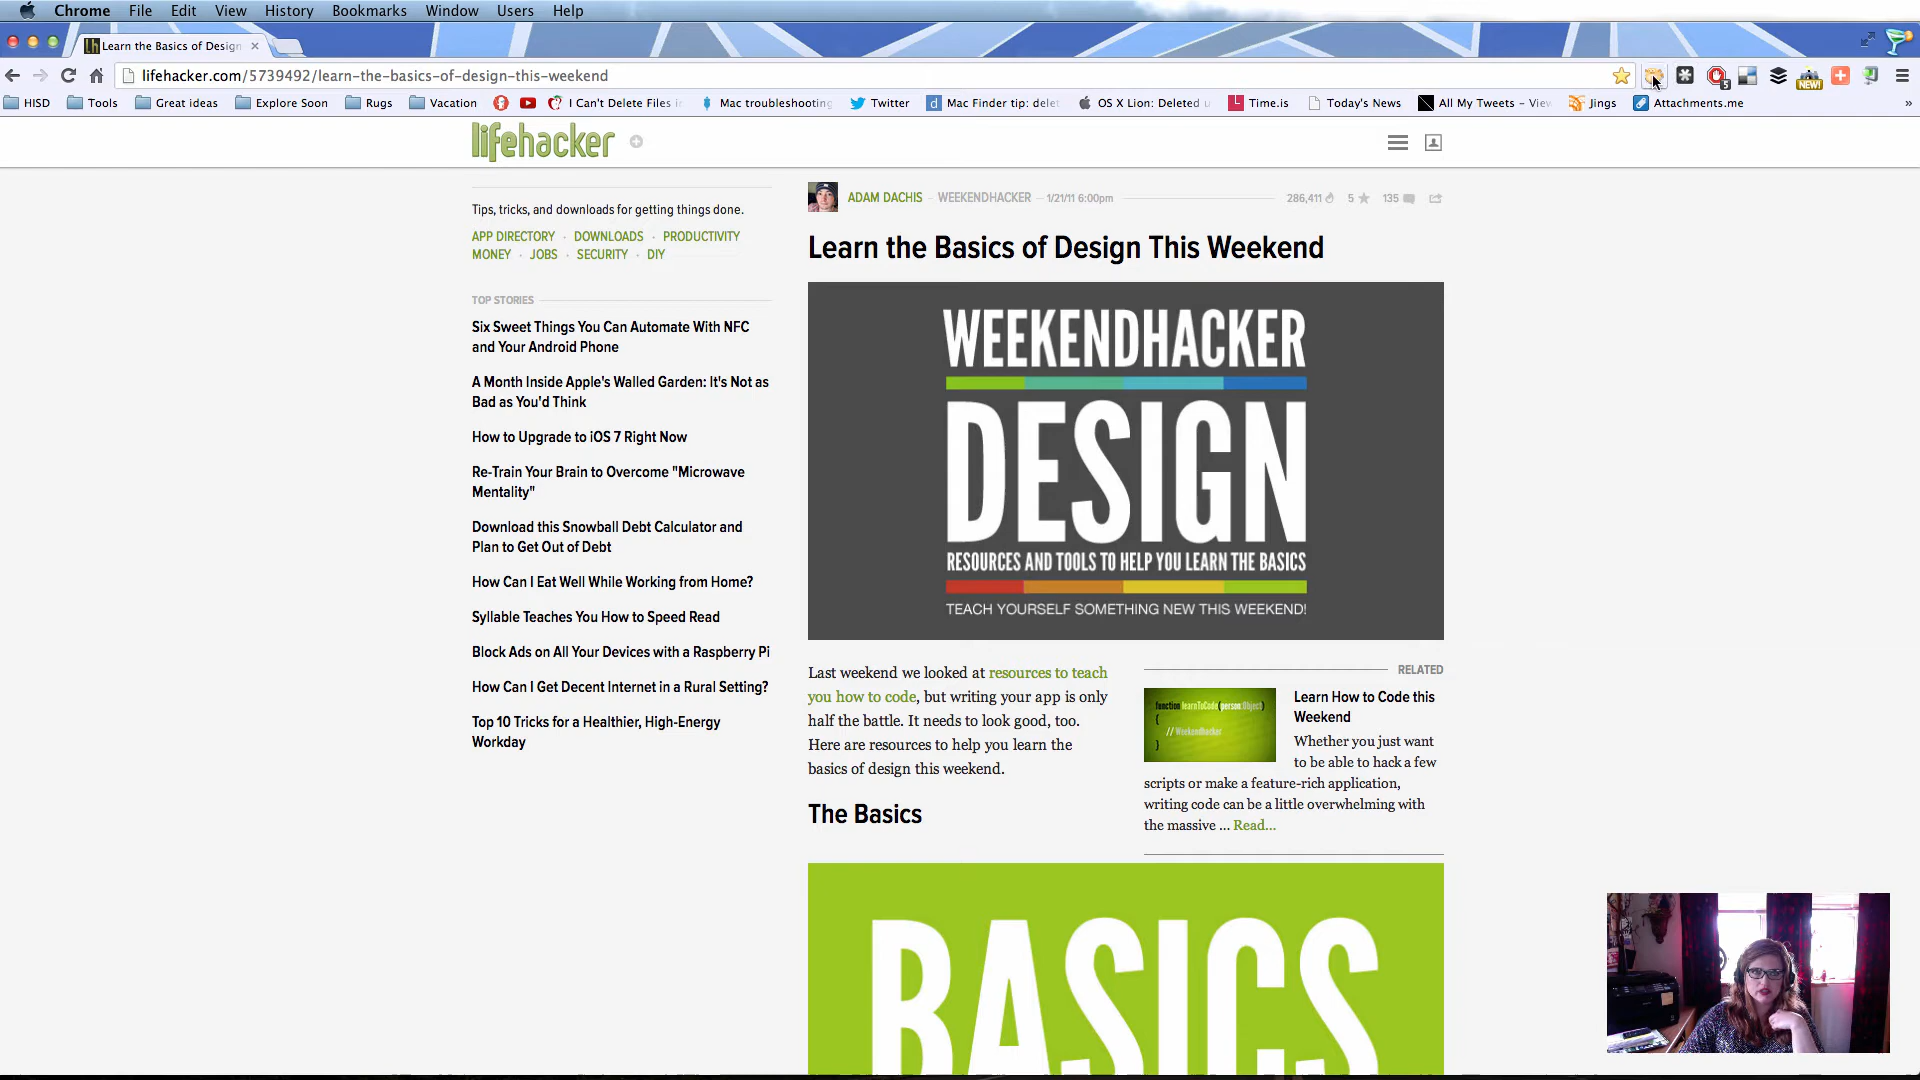 Chrome File Edit View History Bookmarks Window Users Help
Learn the Basics of Design
lifehacker.com/5739492/learn-the-basics-of-design-this-weekend
5
NEW!
HISD Tools Great ideas Explore Soon Rugs Vacation I Can't Delete Files i Mac troubleshooting Twitter Mac Finder tip: delet OS X Lion: Deleted u Time.is Today's News All My Tweets – View Jings Attachments.me »
lifehacker
Tips, tricks, and downloads for getting things done.
APP DIRECTORY · DOWNLOADS · PRODUCTIVITY
MONEY · JOBS · SECURITY · DIY
TOP STORIES
Six Sweet Things You Can Automate With NFC
and Your Android Phone
A Month Inside Apple's Walled Garden: It's Not as
Bad as You'd Think
How to Upgrade to iOS 7 Right Now
Re-Train Your Brain to Overcome "Microwave
Mentality"
Download this Snowball Debt Calculator and
Plan to Get Out of Debt
How Can I Eat Well While Working from Home?
Syllable Teaches You How to Speed Read
Block Ads on All Your Devices with a Raspberry Pi
How Can I Get Decent Internet in a Rural Setting?
Top 10 Tricks for a Healthier, High-Energy
Workday
ADAM DACHIS WEEKENDHACKER 1/21/11 6:00pm 286,411 5 135
Learn the Basics of Design This Weekend
WEEKENDHACKER
DESIGN
RESOURCES AND TOOLS TO HELP YOU LEARN THE BASICS
TEACH YOURSELF SOMETHING NEW THIS WEEKEND!
Last weekend we looked at resources to teach
you how to code, but writing your app is only
half the battle. It needs to look good, too.
Here are resources to help you learn the
basics of design this weekend.
RELATED
function learnToCode(person:Object)
{
// Weekendhacker
}
Learn How to Code this
Weekend
Whether you just want
to be able to hack a few
scripts or make a feature-rich application,
writing code can be a little overwhelming with
the massive ... Read...
The Basics
BASICS